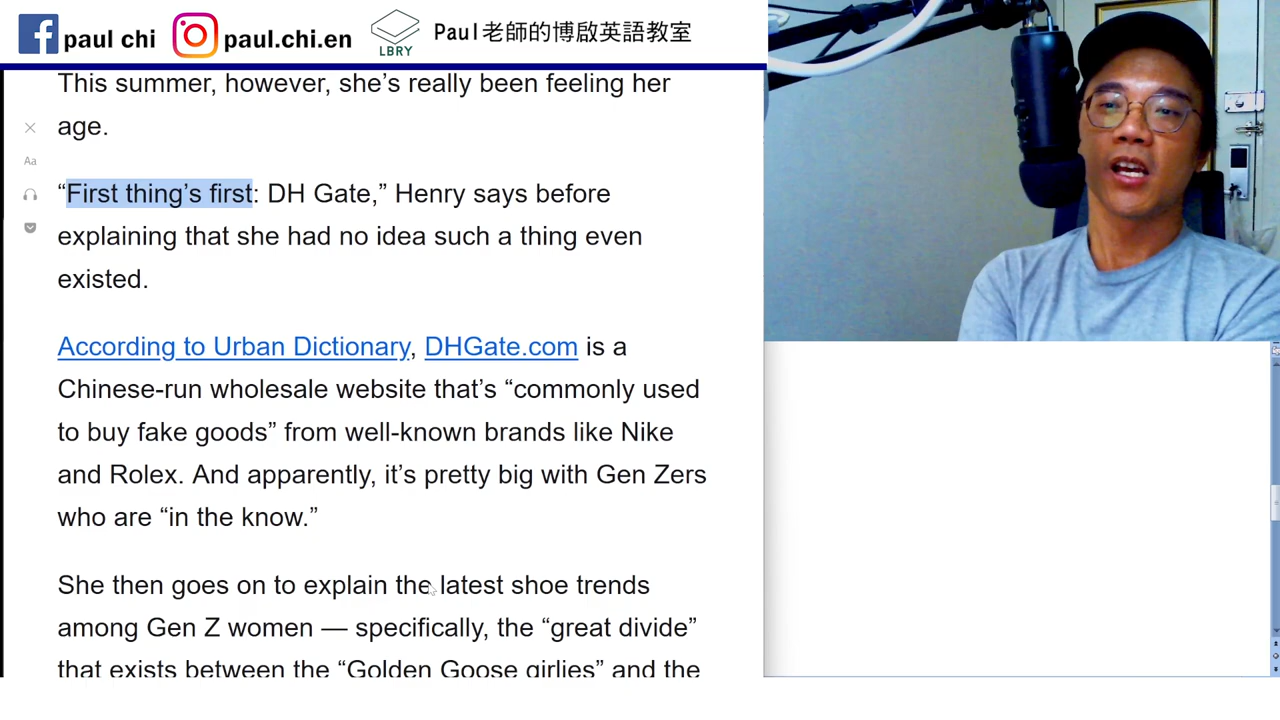 paul chi
paul.chi.en
LBRY
Paul老師的博啟英語教室
This summer, however, she’s really been feeling her
age.
Aa
“First thing’s first: DH Gate,” Henry says before
explaining that she had no idea such a thing even
existed.
According to Urban Dictionary, DHGate.com is a
Chinese-run wholesale website that’s “commonly used
to buy fake goods” from well-known brands like Nike
and Rolex. And apparently, it’s pretty big with Gen Zers
who are “in the know.”
She then goes on to explain the latest shoe trends
among Gen Z women — specifically, the “great divide”
that exists between the “Golden Goose girlies” and the